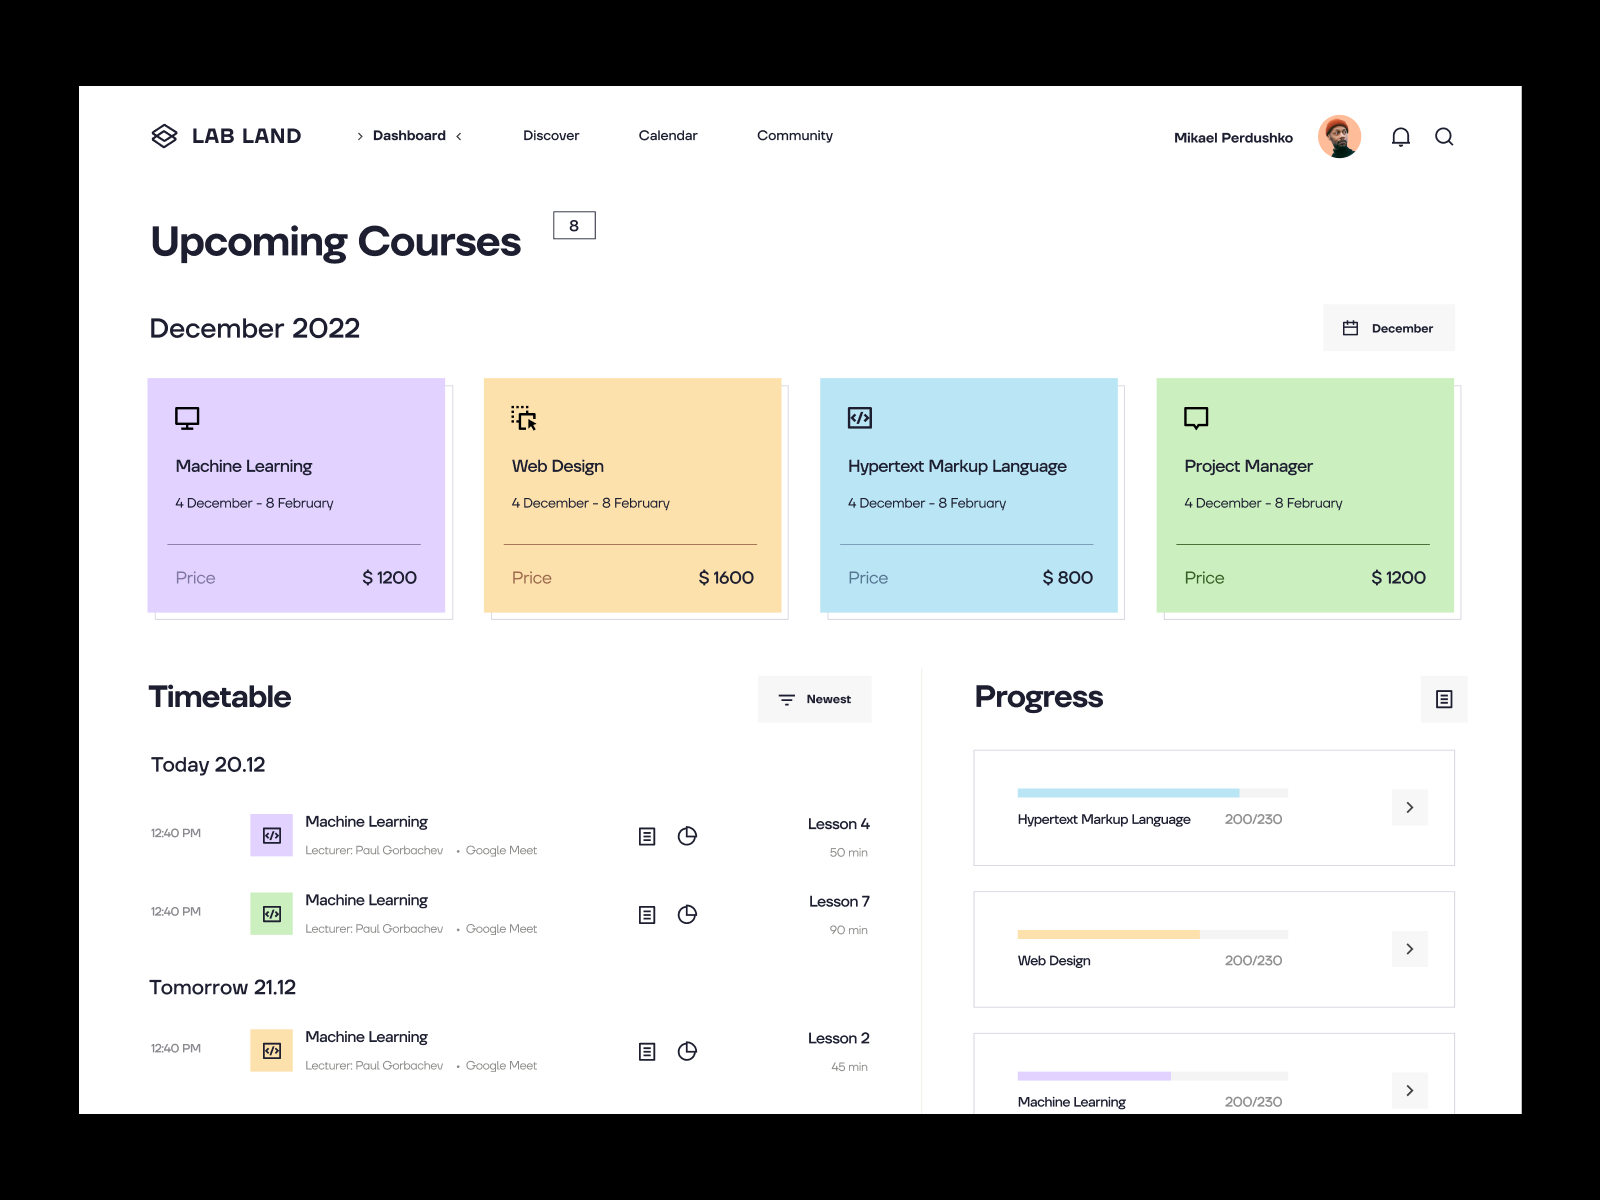 LAB LAND
Dashboard
Discover
Calendar
Community
Mikael Perdushko
Upcoming Courses
8
December 2022
December
Machine Learning
4 December - 8 February
Price
$ 1200
Web Design
4 December - 8 February
Price
$ 1600
Hypertext Markup Language
4 December - 8 February
Price
$ 800
Project Manager
4 December - 8 February
Price
$ 1200
Timetable
Newest
Today 20.12
12:40 PM
Machine Learning
Lecturer: Paul Gorbachev • Google Meet
Lesson 4
50 min
12:40 PM
Machine Learning
Lecturer: Paul Gorbachev • Google Meet
Lesson 7
90 min
Tomorrow 21.12
12:40 PM
Machine Learning
Lecturer: Paul Gorbachev • Google Meet
Lesson 2
45 min
Progress
Hypertext Markup Language 200/230
Web Design 200/230
Machine Learning 200/230